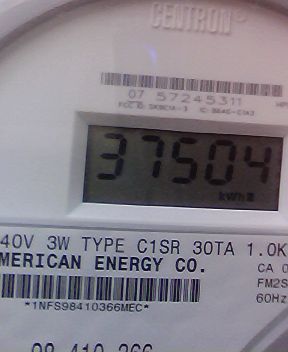 CENTRON®
07 57245311
37504
kWh
40V 3W TYPE C1SR 30TA 1.0K
MERICAN ENERGY CO.
CA 0
FM2S
60Hz
*1NFS98410366MEC*